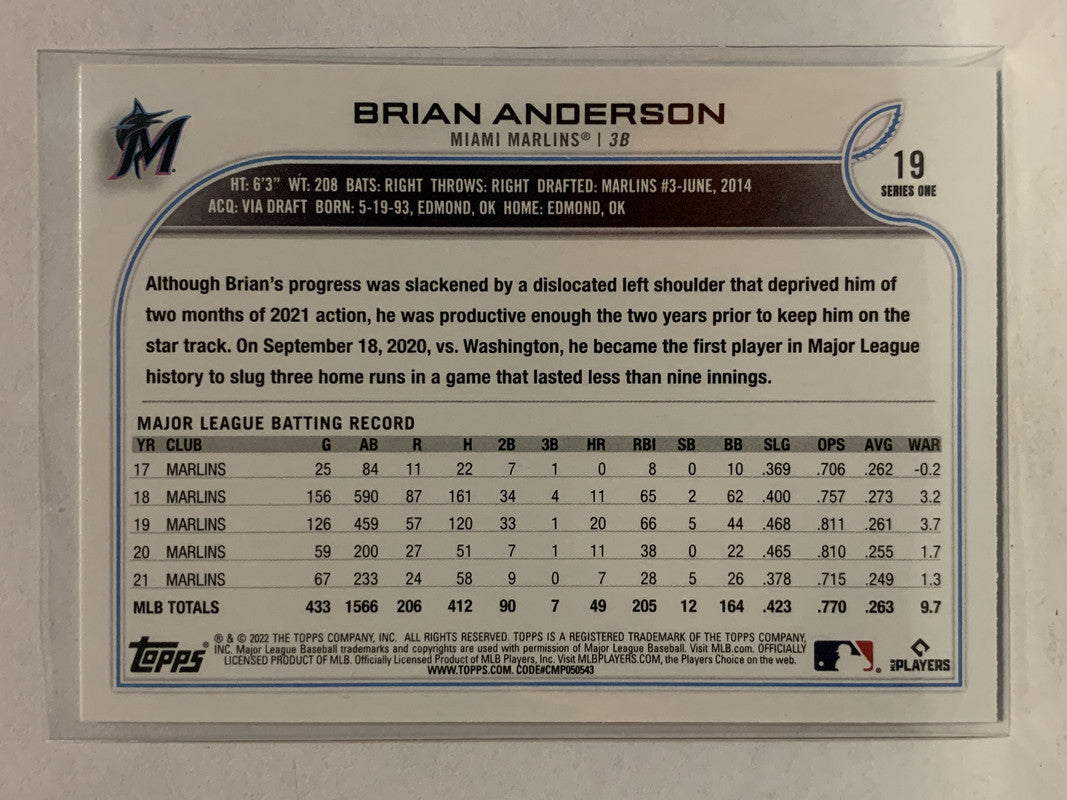 M
BRIAN ANDERSON
MIAMI MARLINS® | 3B
19
SERIES ONE
HT: 6'3" WT: 208 BATS: RIGHT THROWS: RIGHT DRAFTED: MARLINS #3-JUNE, 2014
ACQ: VIA DRAFT BORN: 5-19-93, EDMOND, OK HOME: EDMOND, OK
Although Brian's progress was slackened by a dislocated left shoulder that deprived him of
two months of 2021 action, he was productive enough the two years prior to keep him on the
star track. On September 18, 2020, vs. Washington, he became the first player in Major League
history to slug three home runs in a game that lasted less than nine innings.
MAJOR LEAGUE BATTING RECORD
YR CLUB G AB R H 2B 3B HR RBI SB BB SLG OPS AVG WAR
17 MARLINS 25 84 11 22 7 1 0 8 0 10 .369 .706 .262 -0.2
18 MARLINS 156 590 87 161 34 4 11 65 2 62 .400 .757 .273 3.2
19 MARLINS 126 459 57 120 33 1 20 66 5 44 .468 .811 .261 3.7
20 MARLINS 59 200 27 51 7 1 11 38 0 22 .465 .810 .255 1.7
21 MARLINS 67 233 24 58 9 0 7 28 5 26 .378 .715 .249 1.3
MLB TOTALS 433 1566 206 412 90 7 49 205 12 164 .423 .770 .263 9.7
topps®
® & © 2022 THE TOPPS COMPANY, INC. ALL RIGHTS RESERVED. TOPPS IS A REGISTERED TRADEMARK OF THE TOPPS COMPANY,
INC. Major League Baseball trademarks and copyrights are used with permission of Major League Baseball. Visit MLB.com. OFFICIALLY
LICENSED PRODUCT OF MLB. Officially Licensed Product of MLB Players, Inc. Visit MLBPLAYERS.COM, the Players Choice on the web.
WWW.TOPPS.COM. CODE#CMP050543
MLB PLAYERS